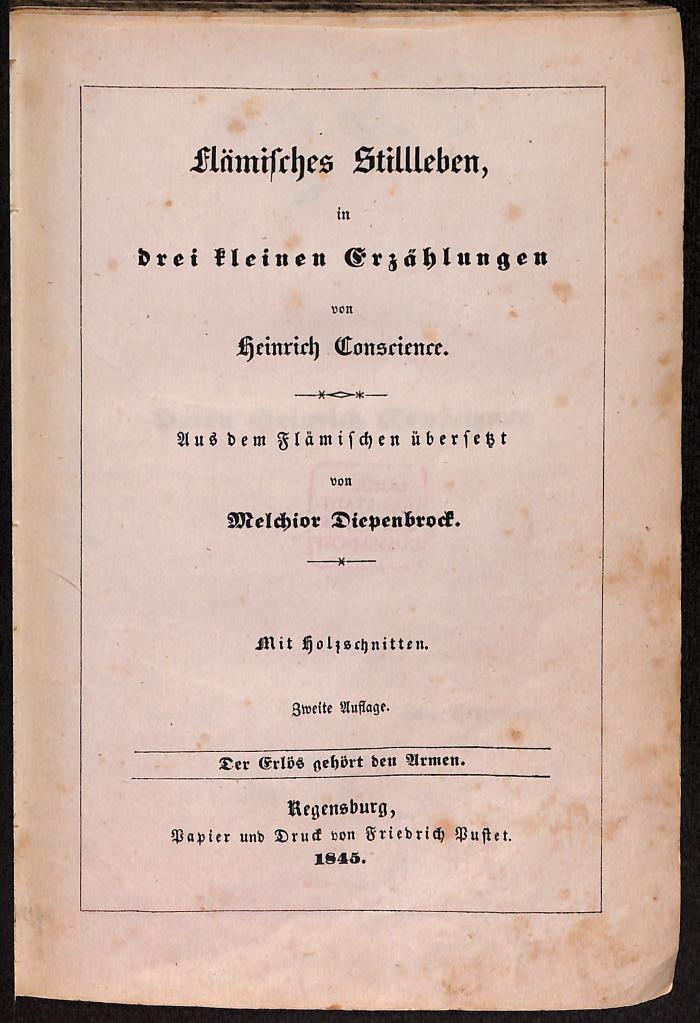 Flämisches Stillleben,
in
drei kleinen Erzählungen
von
Heinrich Conscience.
Aus dem Flämischen übersetzt
von
Melchior Diepenbrock.
Mit Holzschnitten.
Zweite Auflage.
Der Erlös gehört den Armen.
Regensburg,
Papier und Druck von Friedrich Pustet.
1845.